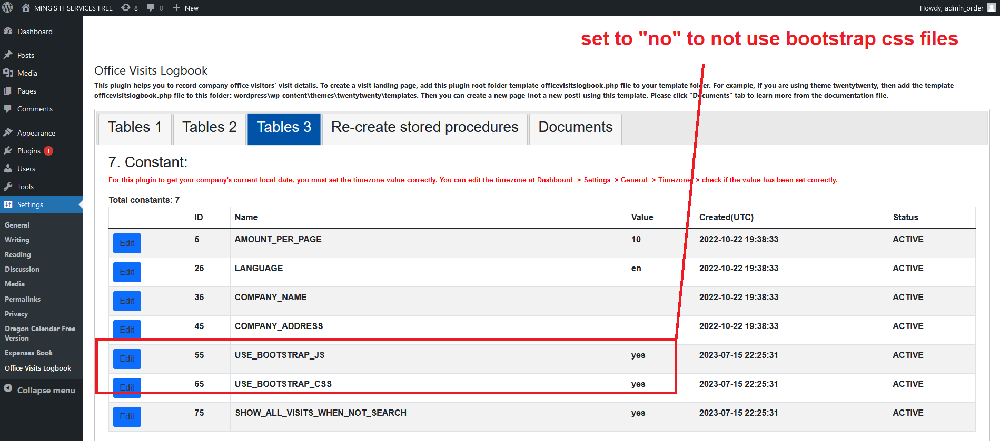 MING'S IT SERVICES FREE 8 0 New Howdy, admin_order
Dashboard
Posts
Media
Pages
Comments
Appearance
Plugins 1
Users
Tools
Settings
General
Writing
Reading
Discussion
Media
Permalinks
Privacy
Dragon Calendar Free
Version
Expenses Book
Office Visits Logbook
Collapse menu
set to "no" to not use bootstrap css files
Office Visits Logbook
This plugin helps you to record company office visitors' visit details. To create a visit landing page, add this plugin root folder template-officevisitslogbook.php file to your template folder. For example, if you are using theme twentytwenty, then add the template-
officevisitslogbook.php file to this folder: wordpress\wp-content\themes\twentytwenty\templates. Then you can create a new page (not a new post) using this template. Please click "Documents" tab to learn more from the documentation file.
Tables 1 Tables 2 Tables 3 Re-create stored procedures Documents
7. Constant:
For this plugin to get your company's current local date, you must set the timezone value correctly. You can edit the timezone at Dashboard -> Settings -> General -> Timezone -> check if the value has been set correctly.
Total constants: 7
ID Name Value Created(UTC) Status
Edit 5 AMOUNT_PER_PAGE 10 2022-10-22 19:38:33 ACTIVE
Edit 25 LANGUAGE en 2022-10-22 19:38:33 ACTIVE
Edit 35 COMPANY_NAME 2022-10-22 19:38:33 ACTIVE
Edit 45 COMPANY_ADDRESS 2022-10-22 19:38:33 ACTIVE
Edit 55 USE_BOOTSTRAP_JS yes 2023-07-15 22:25:31 ACTIVE
Edit 65 USE_BOOTSTRAP_CSS yes 2023-07-15 22:25:31 ACTIVE
Edit 75 SHOW_ALL_VISITS_WHEN_NOT_SEARCH yes 2023-07-15 22:25:31 ACTIVE